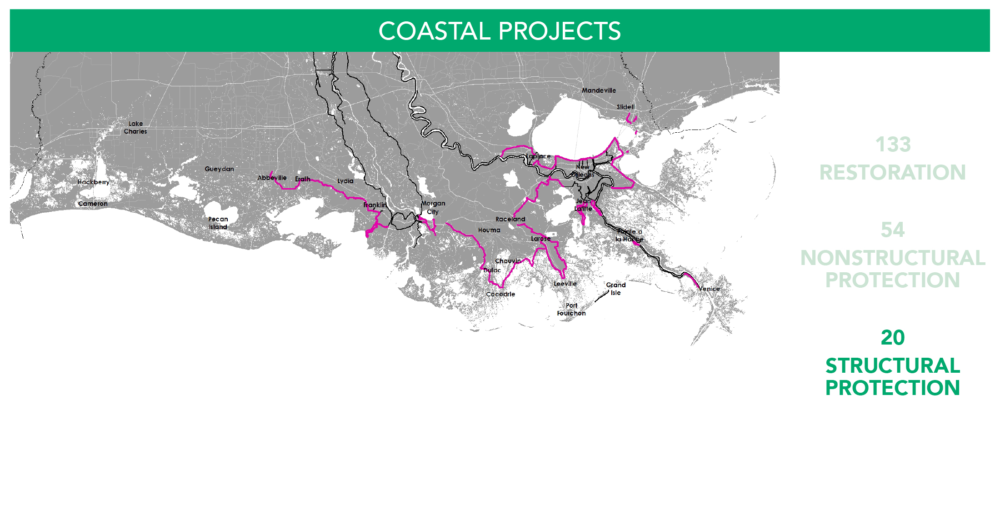 COASTAL PROJECTS
Mandeville
Slidell
Lake
Charles
Laplace
New
Orleans
Gueydan
Abbeville
Erath
Lydia
Hackberry
Cameron
Franklin
Morgan
City
Jean
Lafitte
Pecan
Island
Raceland
Houma
Pointe a
la Hache
Larose
Chauvin
Dulac
Leeville
Grand
Isle
Venice
Cocodrie
Port
Fourchon
133
RESTORATION
54
NONSTRUCTURAL
PROTECTION
20
STRUCTURAL
PROTECTION